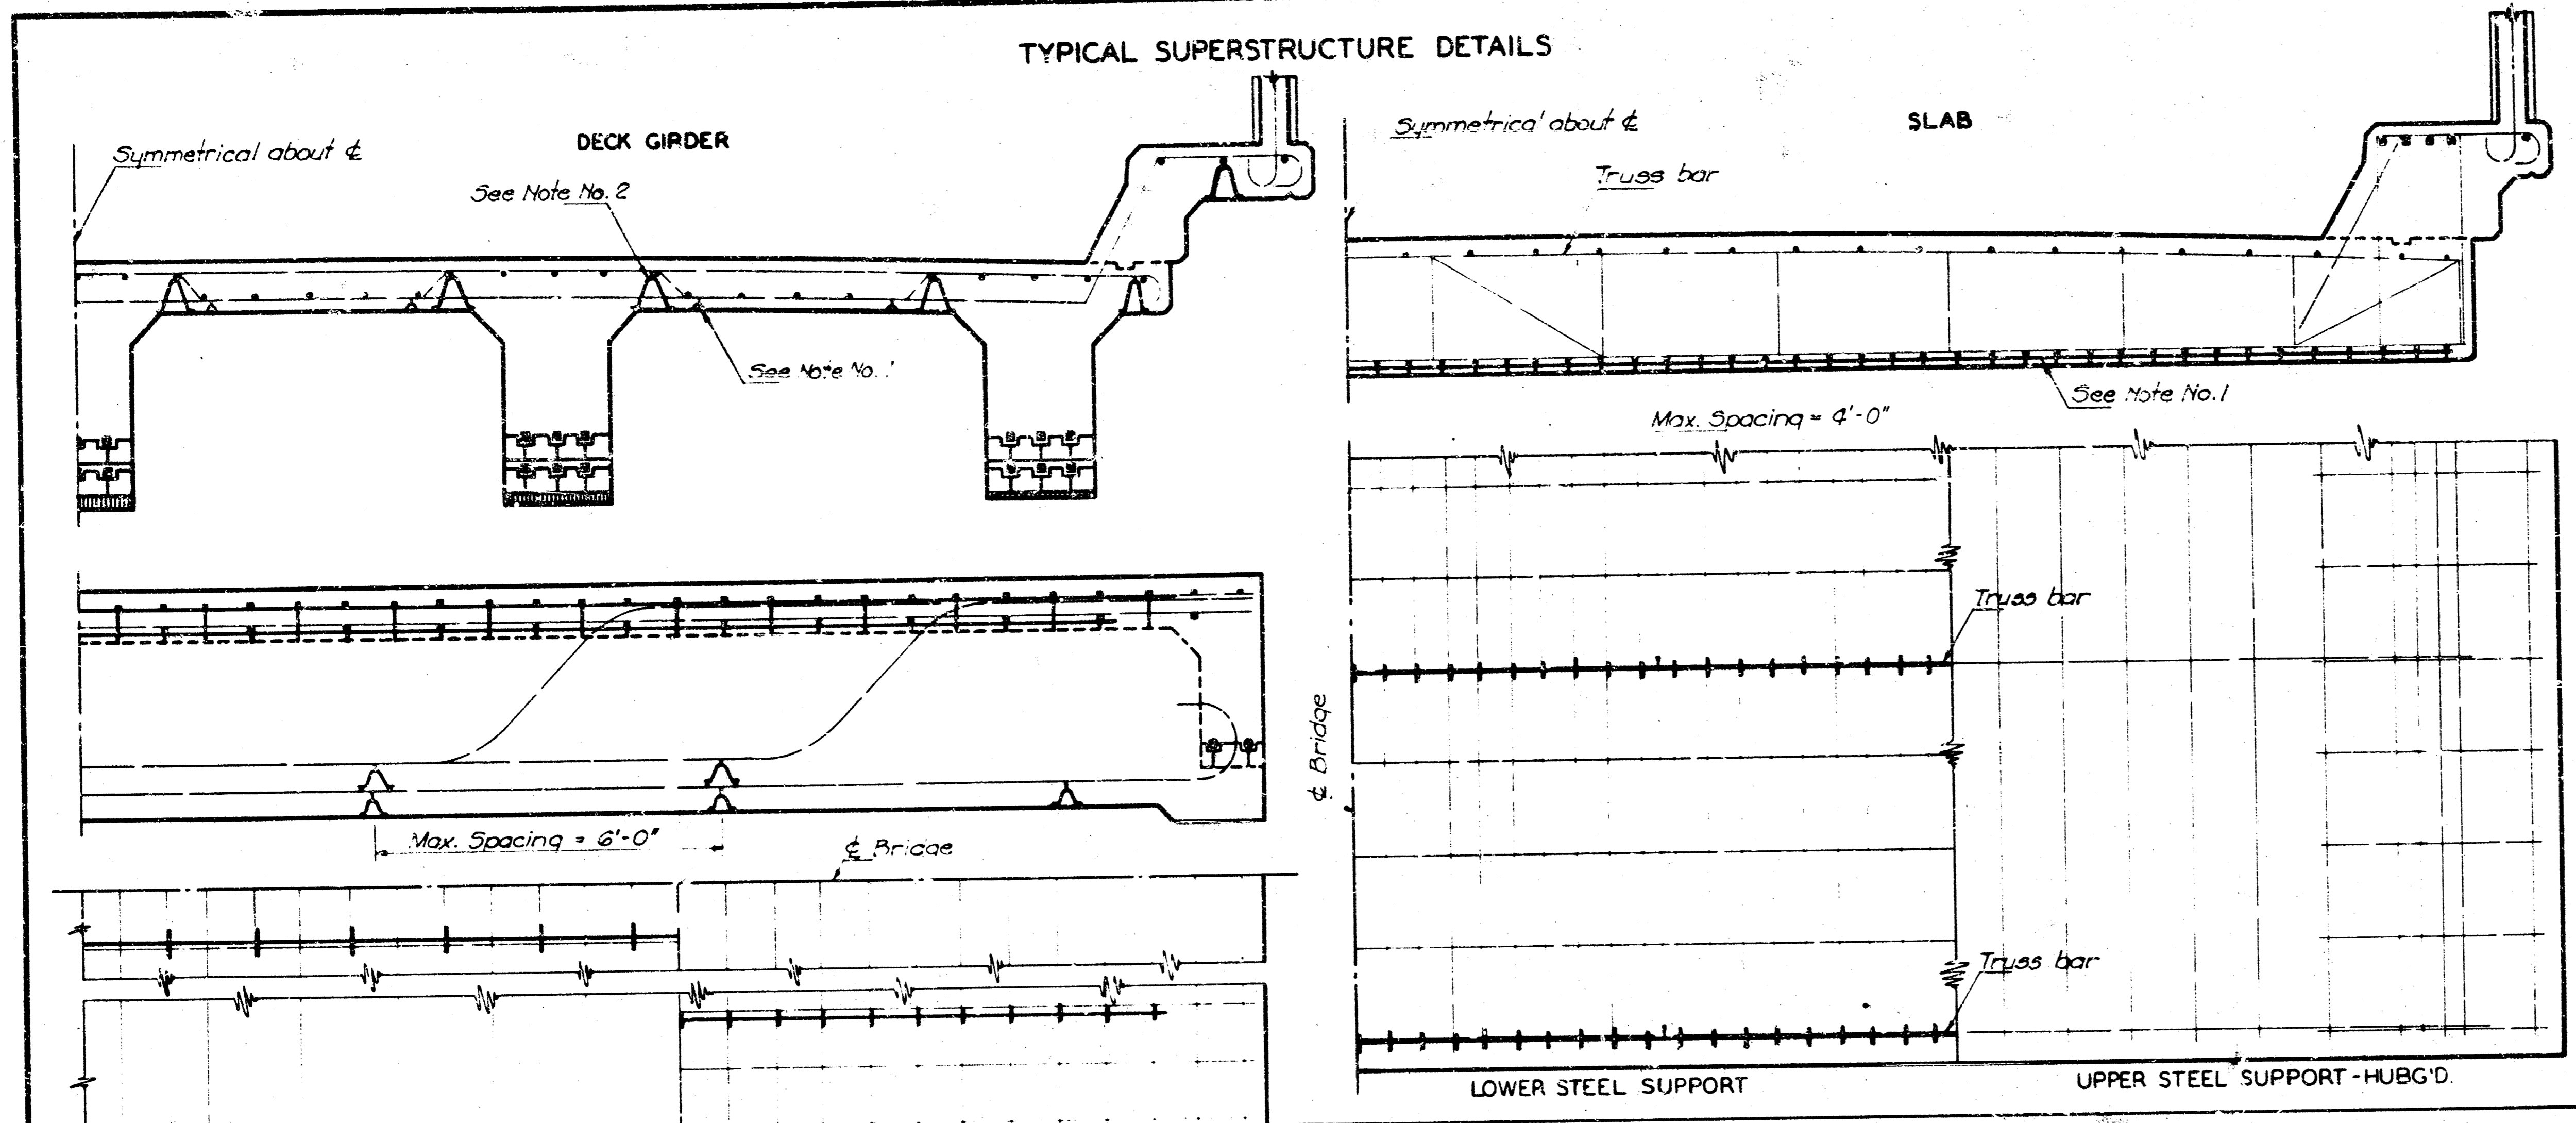 TYPICAL SUPERSTRUCTURE DETAILS
DECK GIRDER
Symmetrical about ℄
See Note No. 2
See Note No. 1
Max. Spacing = 6'-0"
℄ Bridge
SLAB
Symmetrical about ℄
Truss bar
See Note No. 1
Max. Spacing = 4'-0"
Truss bar
℄ Bridge
Truss bar
LOWER STEEL SUPPORT
UPPER STEEL SUPPORT - HUBG'D.